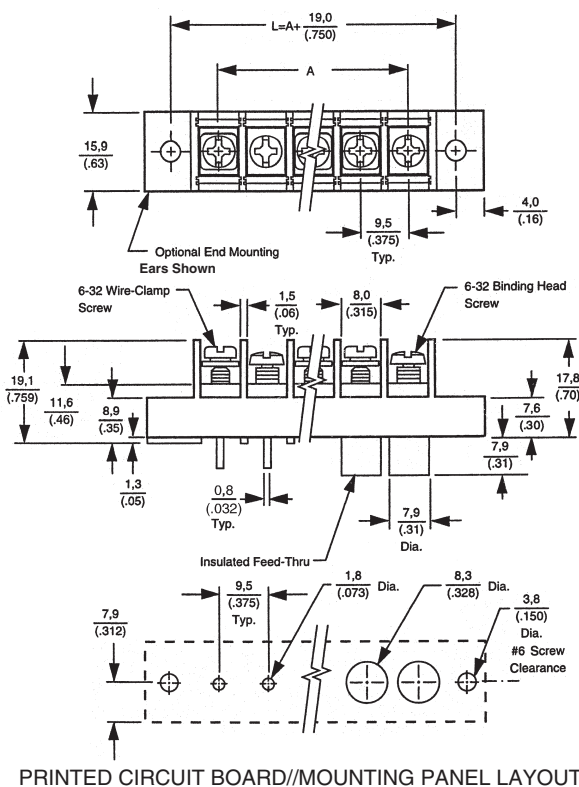 L=A+ 19,0
(.750)
A
15,9
(.63)
4,0
(.16)
9,5
(.375)
Typ.
Optional End Mounting
Ears Shown
6-32 Wire-Clamp
Screw
1,5
(.06)
Typ.
8,0
(.315)
6-32 Binding Head
Screw
19,1
(.759)
11,6
(.46)
8,9
(.35)
17,8
(.70)
7,6
(.30)
7,9
(.31)
1,3
(.05)
0,8
(.032)
Typ.
7,9
(.31)
Dia.
Insulated Feed-Thru
9,5
(.375)
Typ.
1,8
(.073) Dia.
8,3
(.328) Dia.
3,8
(.150)
Dia.
#6 Screw
Clearance
7,9
(.312)
PRINTED CIRCUIT BOARD//MOUNTING PANEL LAYOUT